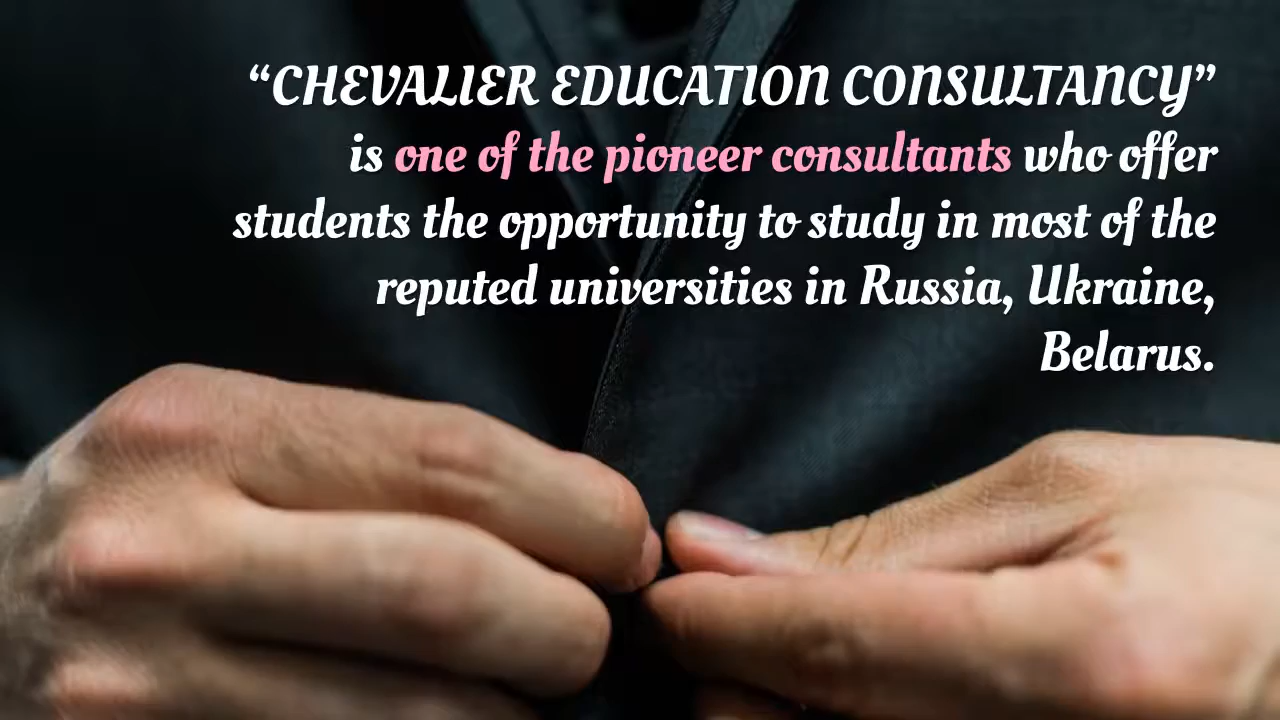 “CHEVALIER EDUCATION CONSULTANCY”
is one of the pioneer consultants who offer
students the opportunity to study in most of the
reputed universities in Russia, Ukraine,
Belarus.